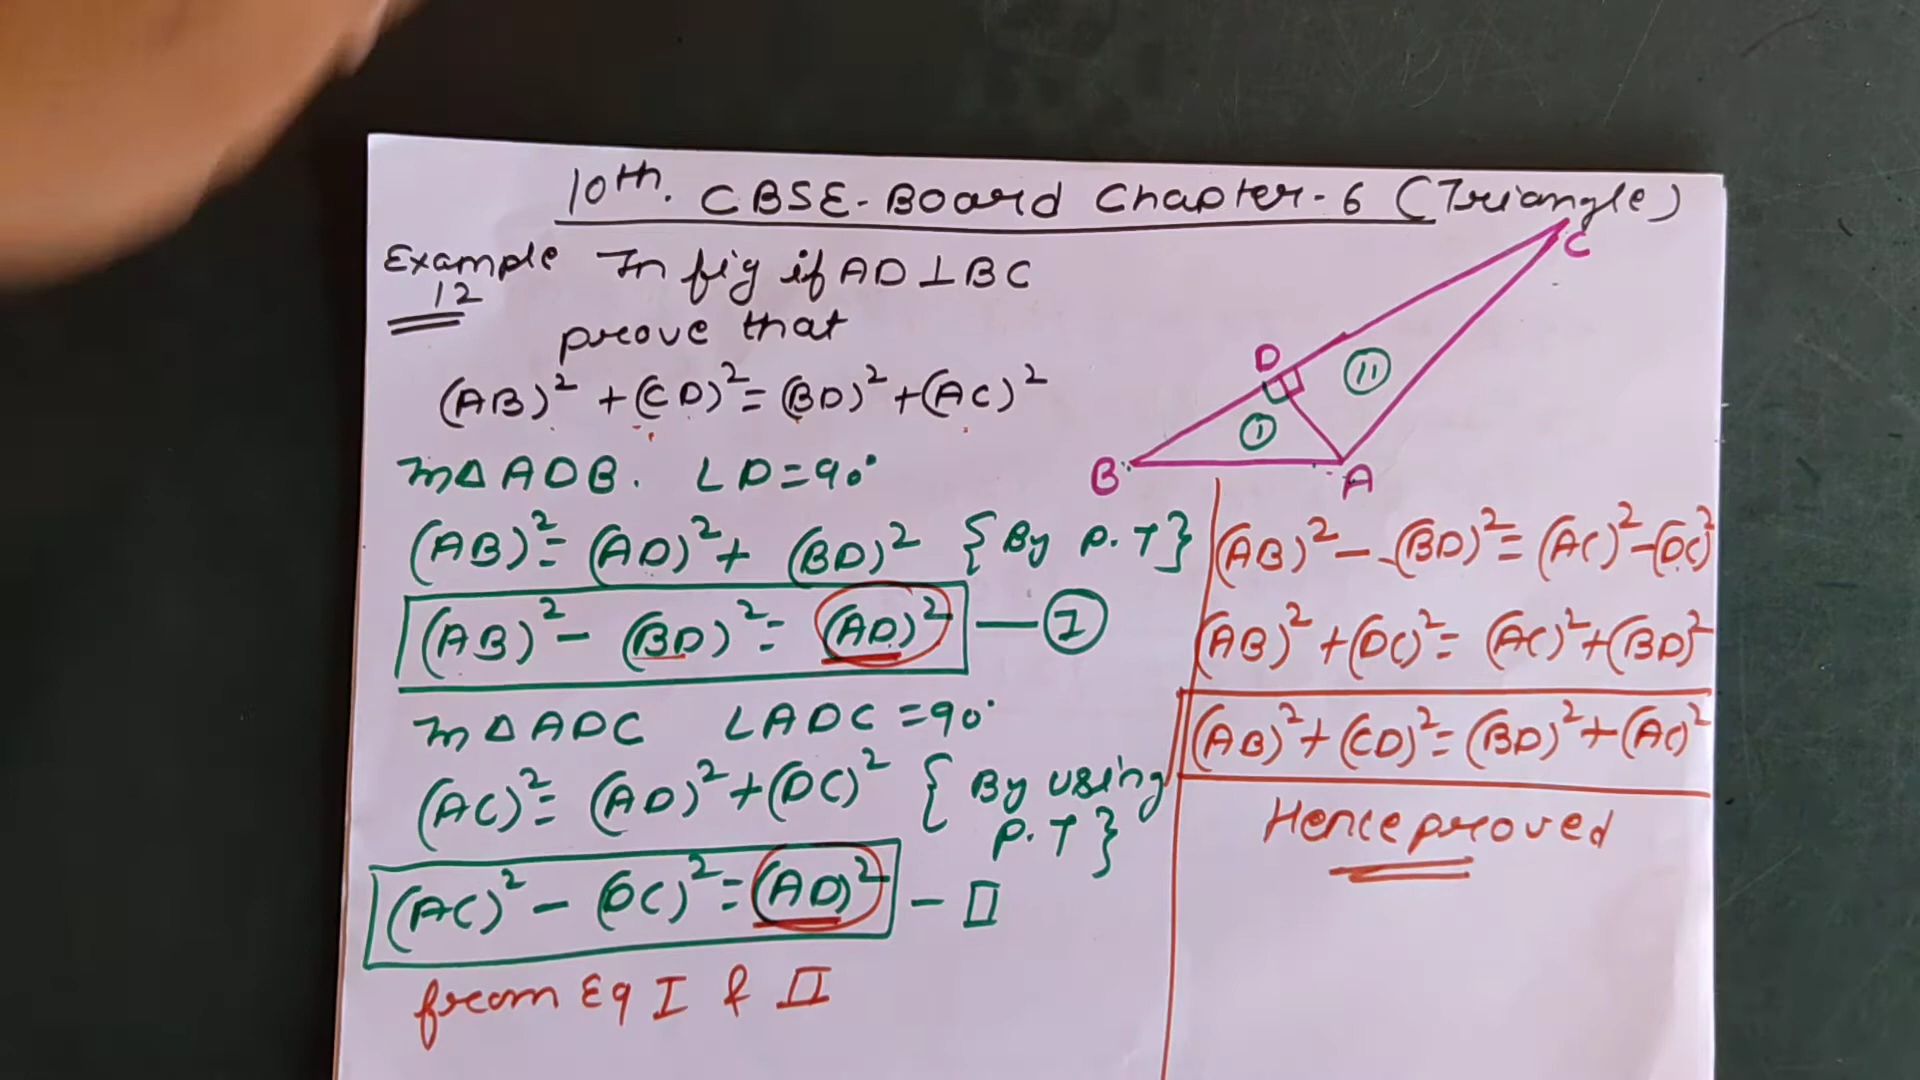 10th. CBSE-Board Chapter-6 (Triangle)
Example 12 In fig if AD⊥BC
prove that
(AB)²+(CD)²=(BD)²+(AC)²
C
D
II
I
B
A
In△ADB. ∠D=90°
(AB)²=(AD)²+(BD)² {By P.T}
(AB)²-(BD)²=(AD)² —I
In△ADC ∠ADC=90°
(AC)²=(AD)²+(DC)² {By using
P.T}
(AC)²-(DC)²=(AD)² -II
from Eq I & II
(AB)²-(BD)²=(AC)²-(DC)²
(AB)²+(DC)²=(AC)²+(BD)²
(AB)²+(CD)²=(BD)²+(AC)²
Hence proved